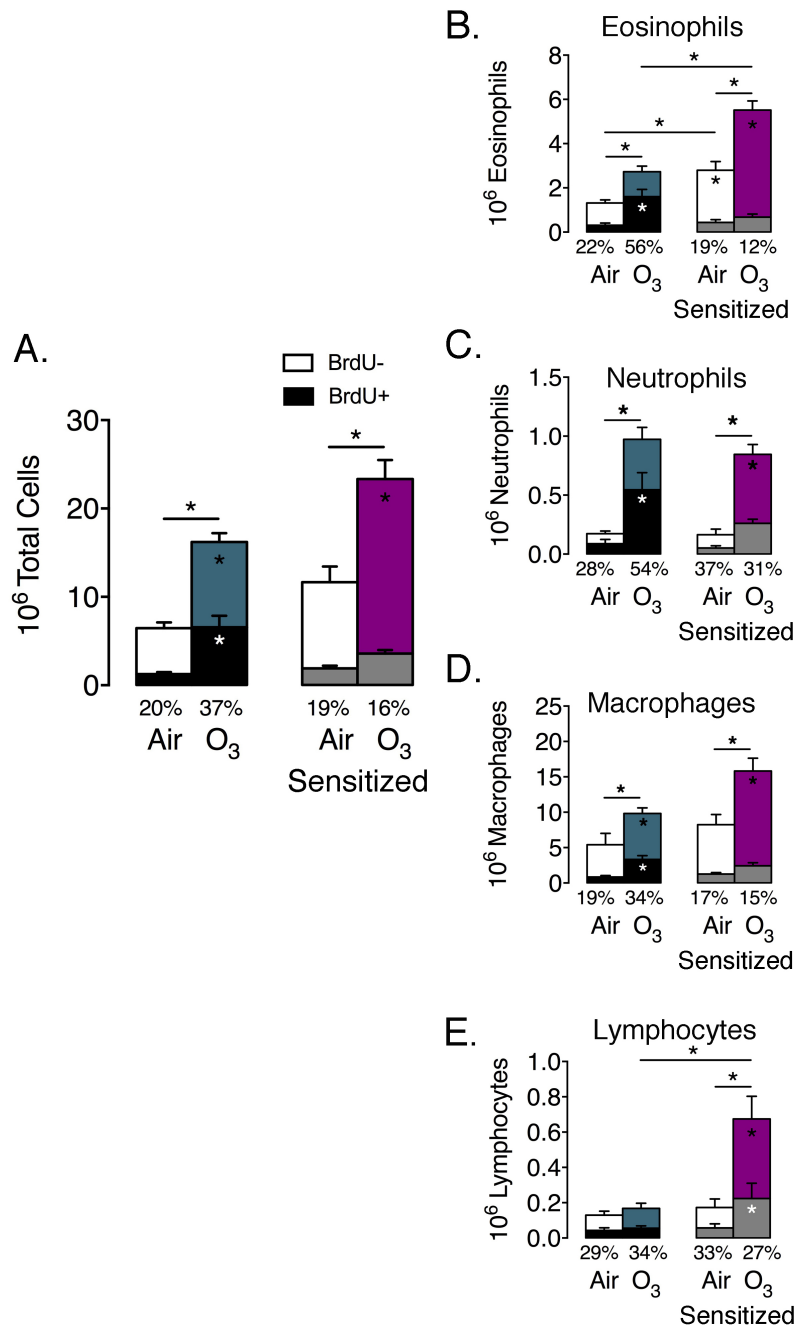 A.
BrdU-
BrdU+
10⁶ Total Cells
30
20
10
0
*
*
*
*
*
*
20% 37% 19% 16%
Air O₃ Air O₃
Sensitized
B.
Eosinophils
10⁶ Eosinophils
8
6
4
2
0
*
*
*
*
*
*
*
22% 56% 19% 12%
Air O₃ Air O₃
Sensitized
C.
Neutrophils
10⁶ Neutrophils
1.5
1.0
0.5
0.0
*
*
*
*
28% 54% 37% 31%
Air O₃ Air O₃
Sensitized
D.
Macrophages
10⁶ Macrophages
25
20
15
10
5
0
*
*
*
*
*
19% 34% 17% 15%
Air O₃ Air O₃
Sensitized
E.
Lymphocytes
10⁶ Lymphocytes
1.0
0.8
0.6
0.4
0.2
0.0
*
*
*
*
29% 34% 33% 27%
Air O₃ Air O₃
Sensitized